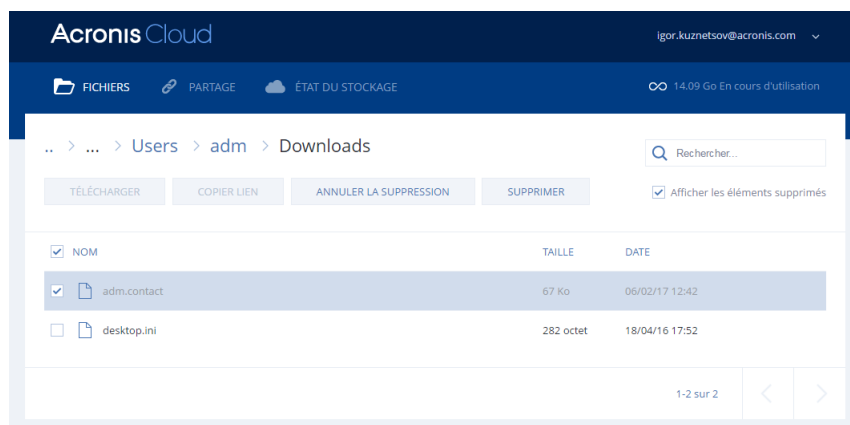 Acronis Cloud
igor.kuznetsov@acronis.com
FICHIERS PARTAGE ÉTAT DU STOCKAGE 14.09 Go En cours d'utilisation
.. > ... > Users > adm > Downloads
Rechercher...
TÉLÉCHARGER COPIER LIEN ANNULER LA SUPPRESSION SUPPRIMER
Afficher les éléments supprimés
NOM TAILLE DATE
adm.contact 67 Ko 06/02/17 12:42
desktop.ini 282 octet 18/04/16 17:52
1-2 sur 2